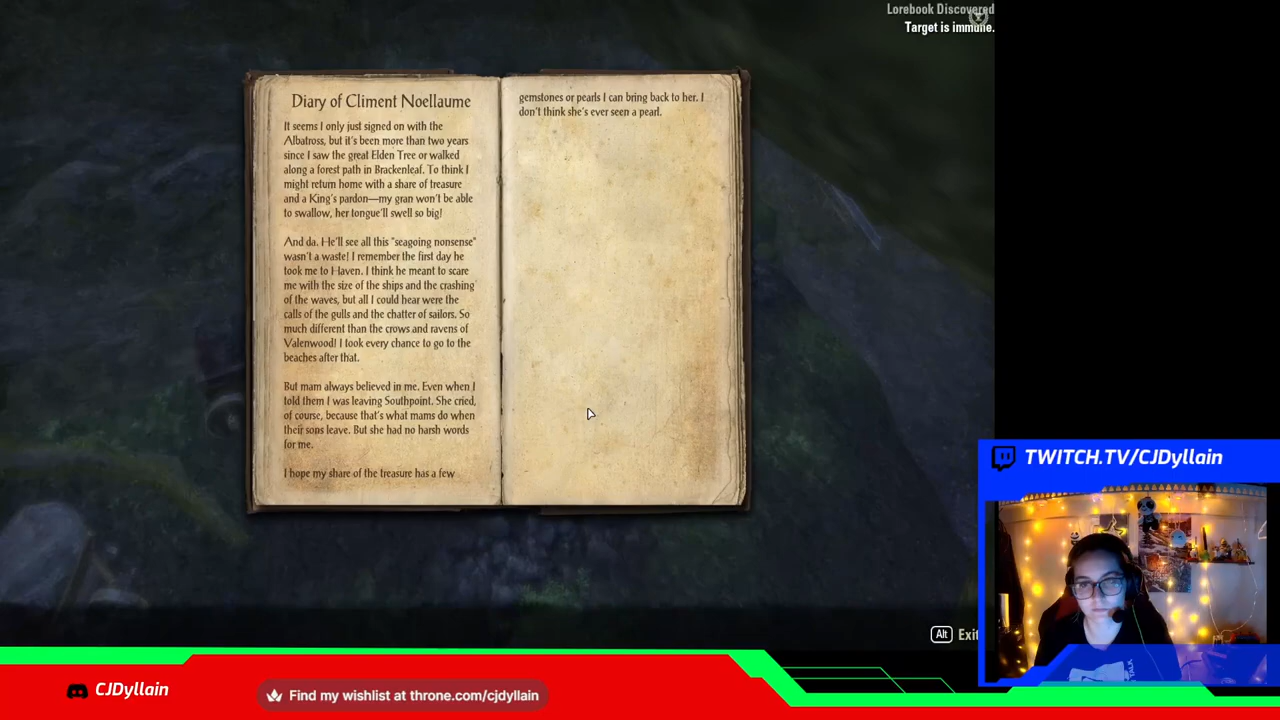 Lorebook Discovered
Target is immune.
Diary of Climent Noellaume
It seems I only just signed on with the
Albatross, but it's been more than two years
since I saw the great Elden Tree or walked
along a forest path in Brackenleaf. To think I
might return home with a share of treasure
and a King's pardon—my gran won't be able
to swallow, her tongue'll swell so big!
And da. He'll see all this "seagoing nonsense"
wasn't a waste! I remember the first day he
took me to Haven. I think he meant to scare
me with the size of the ships and the crashing
of the waves, but all I could hear were the
calls of the gulls and the chatter of sailors. So
much different than the crows and ravens of
Valenwood! I took every chance to go to the
beaches after that.
But mam always believed in me. Even when I
told them I was leaving Southpoint. She cried,
of course, because that's what mams do when
their sons leave. But she had no harsh words
for me.
I hope my share of the treasure has a few
gemstones or pearls I can bring back to her. I
don't think she's ever seen a pearl.
Alt Exit
TWITCH.TV/CJDyllain
CJDyllain
Find my wishlist at throne.com/cjdyllain